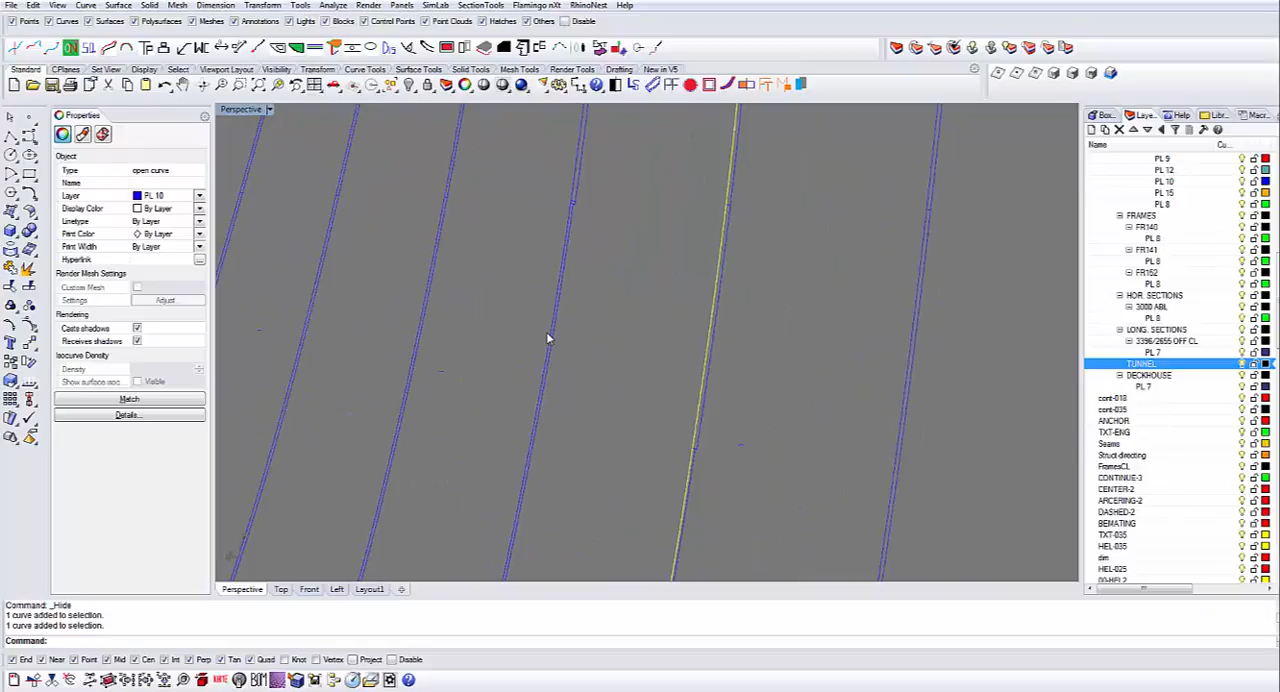 File Edit View Curve Surface Solid Mesh Dimension Transform Tools Analyze Render Panels SimLab SectionTools Flamingo nXt RhinoNest Help
Points Curves Surfaces Polysurfaces Meshes Annotations Lights Blocks Control Points Point Clouds Hatches Others Disable
Standard CPlanes Set View Display Select Viewport Layout Visibility Transform Curve Tools Surface Tools Solid Tools Mesh Tools Render Tools Drafting New in V5
Properties
Object
Type open curve
Name
Layer PL 10
Display Color By Layer
Linetype By Layer
Print Color By Layer
Print Width By Layer
Hyperlink ...
Render Mesh Settings
Custom Mesh
Settings Adjust...
Rendering
Casts shadows
Receives shadows
Isocurve Density
Density
Show surface isoc... Visible
Match
Details...
Perspective
Perspective Top Front Left Layout1
Box... Laye... Help Libr... Macr...
Name Cu...
PL 9
PL 12
PL 10
PL 15
PL 8
FRAMES
FR140
PL 8
FR141
PL 8
FR152
PL 8
HOR. SECTIONS
3000 ABL
PL 8
LONG. SECTIONS
3396/2655 OFF CL
PL 7
TUNNEL
DECKHOUSE
PL 7
cont-018
cont-035
ANCHOR
TXT-ENG
Seams
Struct directing
FramesCL
CONTINUE-3
CENTER-2
ARCERING-2
DASHED-2
BEMATING
TXT-035
HEL-035
dim
HEL-025
00-HEL2
Command: _Hide
1 curve added to selection.
1 curve added to selection.
Command:
End Near Point Mid Cen Int Perp Tan Quad Knot Vertex Project Disable